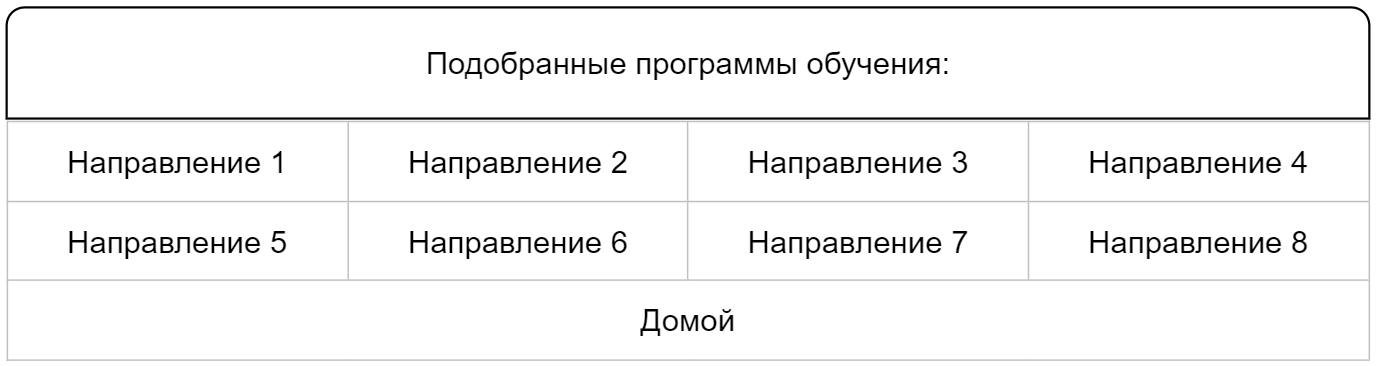 Подобранные программы обучения:
Направление 1 Направление 2 Направление 3 Направление 4
Направление 5 Направление 6 Направление 7 Направление 8
Домой